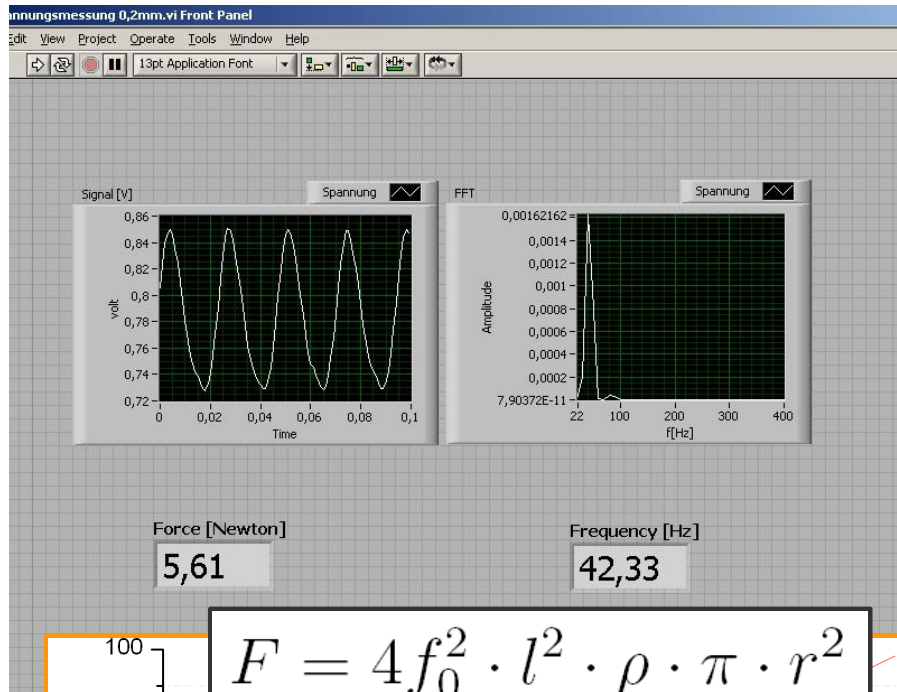 annungsmessung 0,2mm.vi Front Panel
Edit View Project Operate Tools Window Help
13pt Application Font
Signal [V]
Spannung
0,86
0,84
0,82
0,8
0,78
0,76
0,74
0,72
volt
0 0,02 0,04 0,06 0,08 0,1
Time
FFT
Spannung
0,00162162
0,0014
0,0012
0,001
0,0008
0,0006
0,0004
0,0002
7,90372E-11
Amplitude
22 100 200 300 400
f[Hz]
Force [Newton]
5,61
Frequency [Hz]
42,33
100
F = 4f₀² · l² · ρ · π · r²